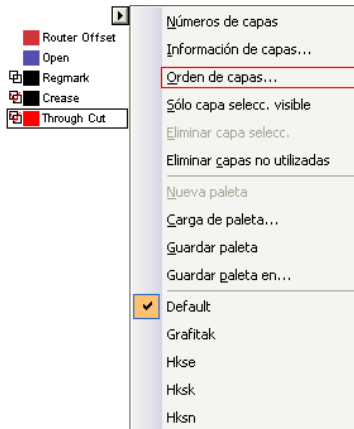 Router Offset
Open
Regmark
Crease
Through Cut
Números de capas
Información de capas...
Orden de capas...
Sólo capa selecc. visible
Eliminar capa selecc.
Eliminar capas no utilizadas
Nueva paleta
Carga de paleta...
Guardar paleta
Guardar paleta en...
Default
Grafitak
Hkse
Hksk
Hksn